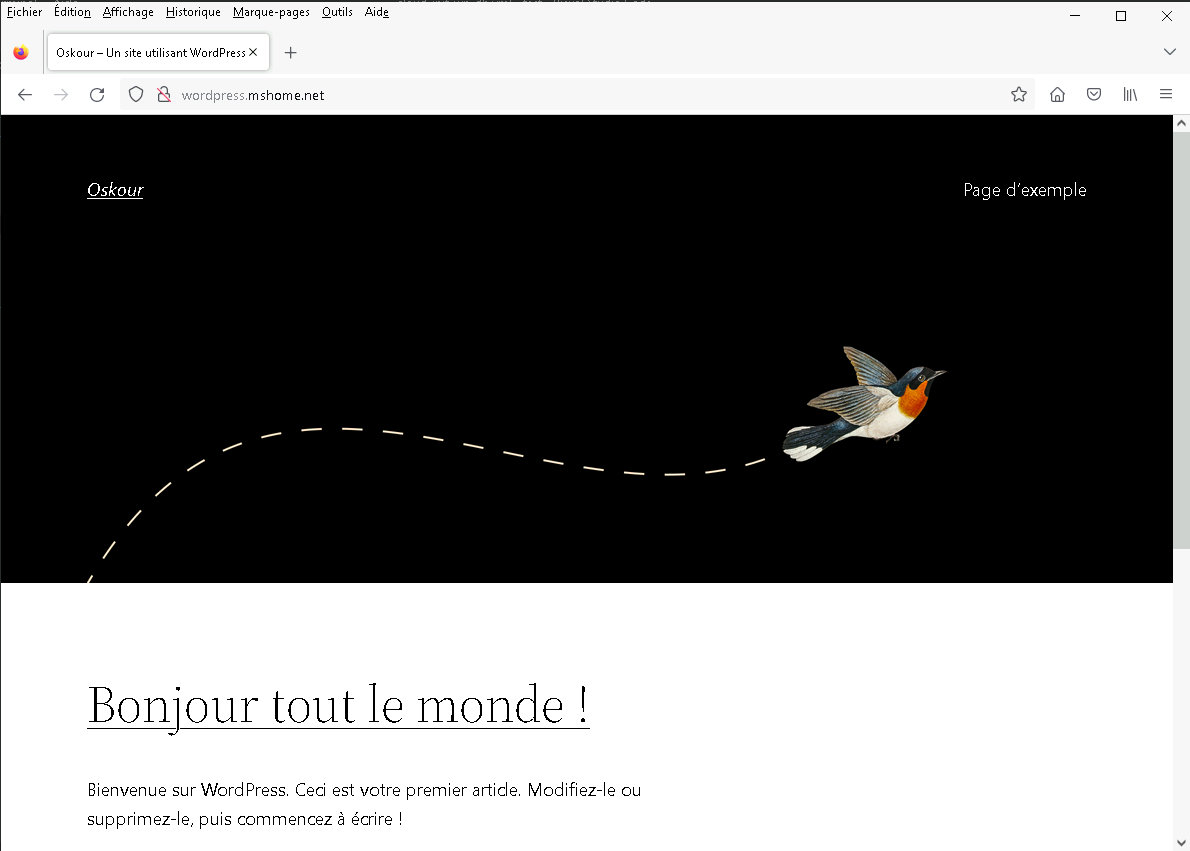 Fichier Édition Affichage Historique Marque-pages Outils Aide
Oskour – Un site utilisant WordPress
wordpress.mshome.net
Oskour
Page d’exemple
Bonjour tout le monde !
Bienvenue sur WordPress. Ceci est votre premier article. Modifiez-le ou
supprimez-le, puis commencez à écrire !